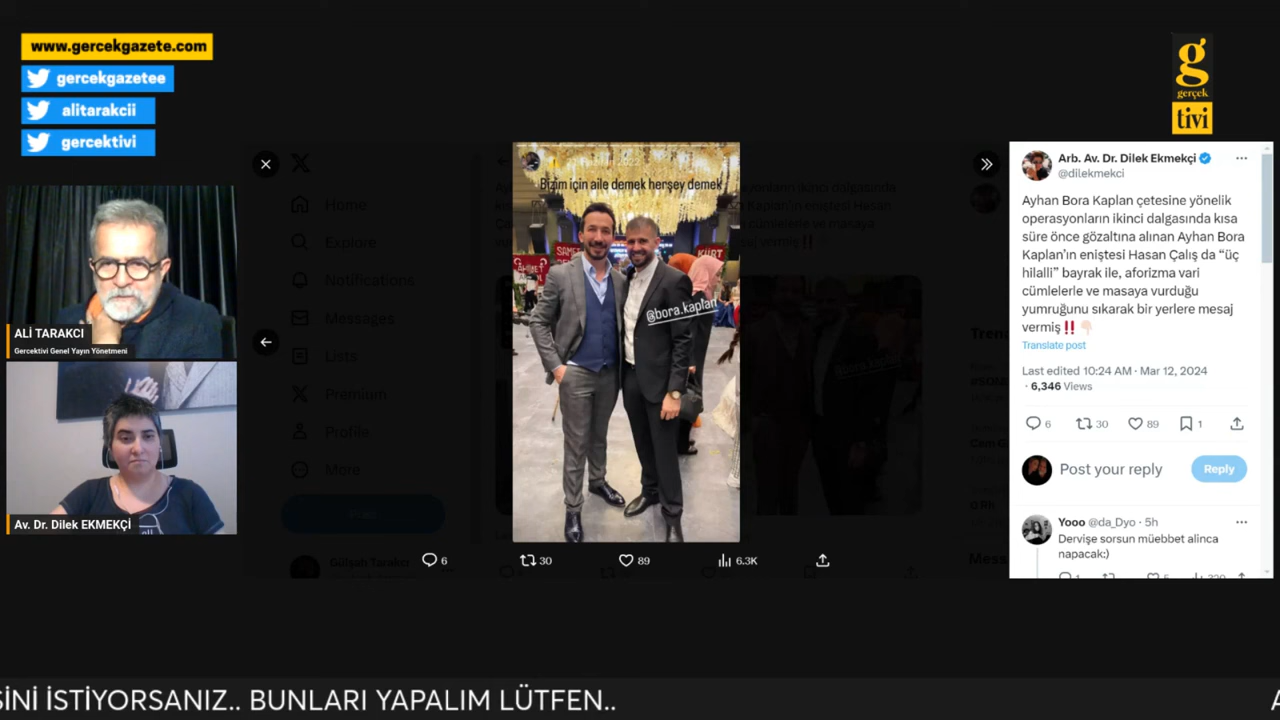 www.gercekgazete.com
gercekgazetee
alitarakcii
gercektivi
g
gerçek
tivi
ALİ TARAKCI
Gercektivi Genel Yayın Yönetmeni
Av. Dr. Dilek EKMEKÇİ
Home
Explore
Notifications
Messages
Lists
Premium
Profile
More
Bizim için aile demek herşey demek
@bora.kaplan
KÜRT
6
30
89
6.3K
Arb. Av. Dr. Dilek Ekmekçi
@dilekmekci
Ayhan Bora Kaplan çetesine yönelik
operasyonların ikinci dalgasında kısa
süre önce gözaltına alınan Ayhan Bora
Kaplan'ın eniştesi Hasan Çalış da “üç
hilalli” bayrak ile, aforizma vari
cümlelerle ve masaya vurduğu
yumruğunu sıkarak bir yerlere mesaj
vermiş‼️
Translate post
Last edited 10:24 AM · Mar 12, 2024
· 6,346 Views
6 30 89 1
Post your reply Reply
Yooo @da_Dyo · 5h
Dervişe sorsun müebbet alinca
napacak:)
SİNİ İSTİYORSANIZ.. BUNLARI YAPALIM LÜTFEN..